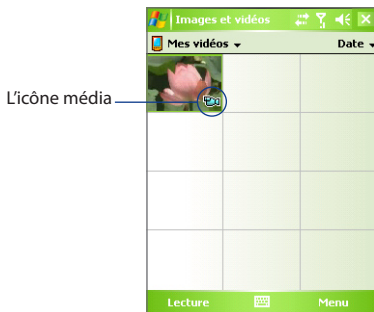 Images et vidéos
Mes vidéos
Date
L'icône média
Lecture
Menu